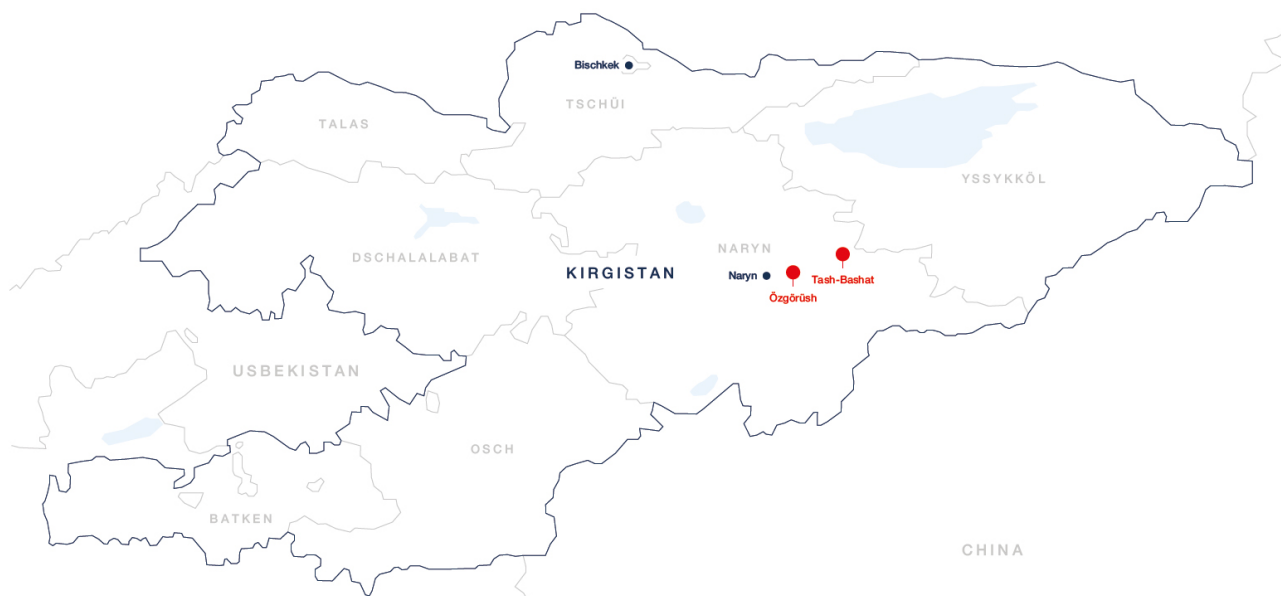 Bischkek
TSCHÜI
TALAS
YSSYKKÖL
NARYN
DSCHALALABAT
KIRGISTAN
Naryn
Tash-Bashat
Özgörüsh
USBEKISTAN
OSCH
BATKEN
CHINA